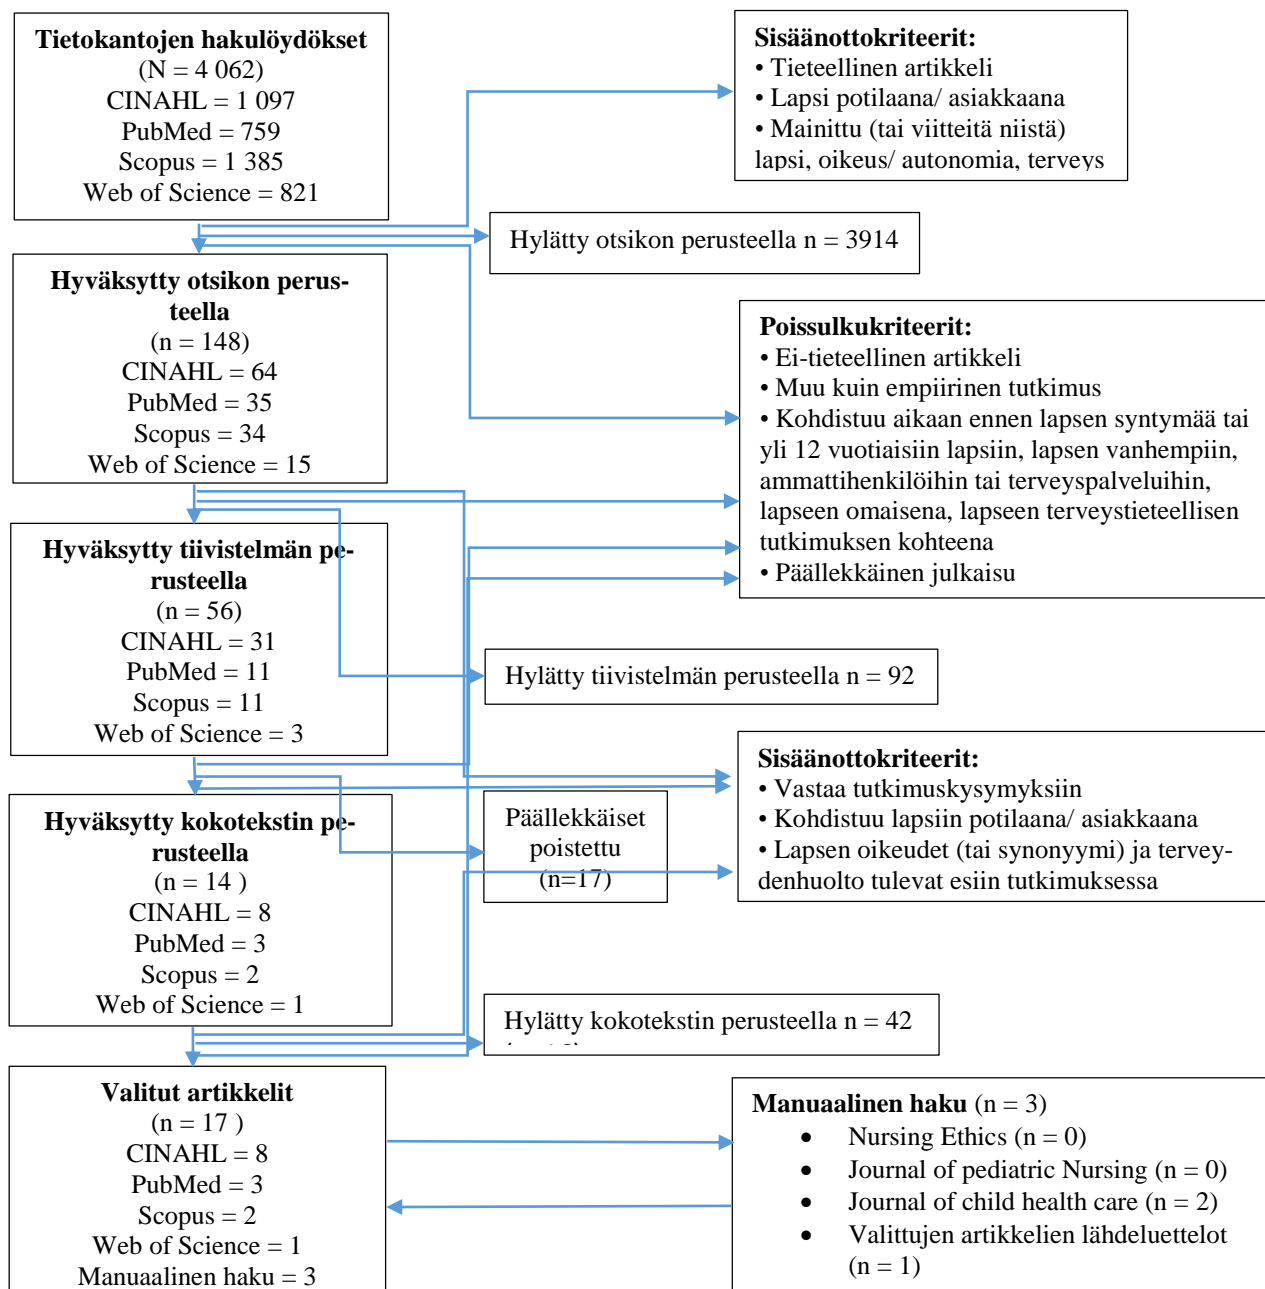 Tietokantojen hakulöydökset
(N = 4 062)
CINAHL = 1 097
PubMed = 759
Scopus = 1 385
Web of Science = 821
Sisäänottokriteerit:
• Tieteellinen artikkeli
• Lapsi potilaana/ asiakkaana
• Mainittu (tai viitteitä niistä)
lapsi, oikeus/ autonomia, terveys
Hylätty otsikon perusteella n = 3914
Hyväksytty otsikon perus-
teella
(n = 148)
CINAHL = 64
PubMed = 35
Scopus = 34
Web of Science = 15
Poissulkukriteerit:
• Ei-tieteellinen artikkeli
• Muu kuin empiirinen tutkimus
• Kohdistuu aikaan ennen lapsen syntymää tai
yli 12 vuotiaisiin lapsiin, lapsen vanhempiin,
ammattihenkilöihin tai terveyspalveluihin,
lapseen omaisena, lapseen terveystieteellisen
tutkimuksen kohteena
• Päällekkäinen julkaisu
Hyväksytty tiivistelmän pe-
rusteella
(n = 56)
CINAHL = 31
PubMed = 11
Scopus = 11
Web of Science = 3
Hylätty tiivistelmän perusteella n = 92
Sisäänottokriteerit:
• Vastaa tutkimuskysymyksiin
• Kohdistuu lapsiin potilaana/ asiakkaana
• Lapsen oikeudet (tai synonyymi) ja tervey-
denhuolto tulevat esiin tutkimuksessa
Päällekkäiset
poistettu
(n=17)
Hyväksytty kokotekstin pe-
rusteella
(n = 14 )
CINAHL = 8
PubMed = 3
Scopus = 2
Web of Science = 1
Hylätty kokotekstin perusteella n = 42
Valitut artikkelit
(n = 17 )
CINAHL = 8
PubMed = 3
Scopus = 2
Web of Science = 1
Manuaalinen haku = 3
Manuaalinen haku (n = 3)
• Nursing Ethics (n = 0)
• Journal of pediatric Nursing (n = 0)
• Journal of child health care (n = 2)
• Valittujen artikkelien lähdeluettelot
(n = 1)